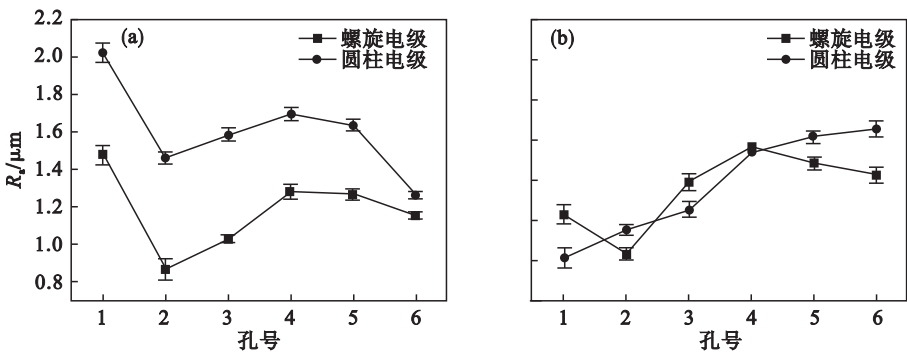 2.2
2.0
1.8
1.6
1.4
1.2
1.0
0.8
Rₐ/μm
(a)
螺旋电级
圆柱电级
1 2 3 4 5 6
孔号
(b)
螺旋电级
圆柱电级
1 2 3 4 5 6
孔号